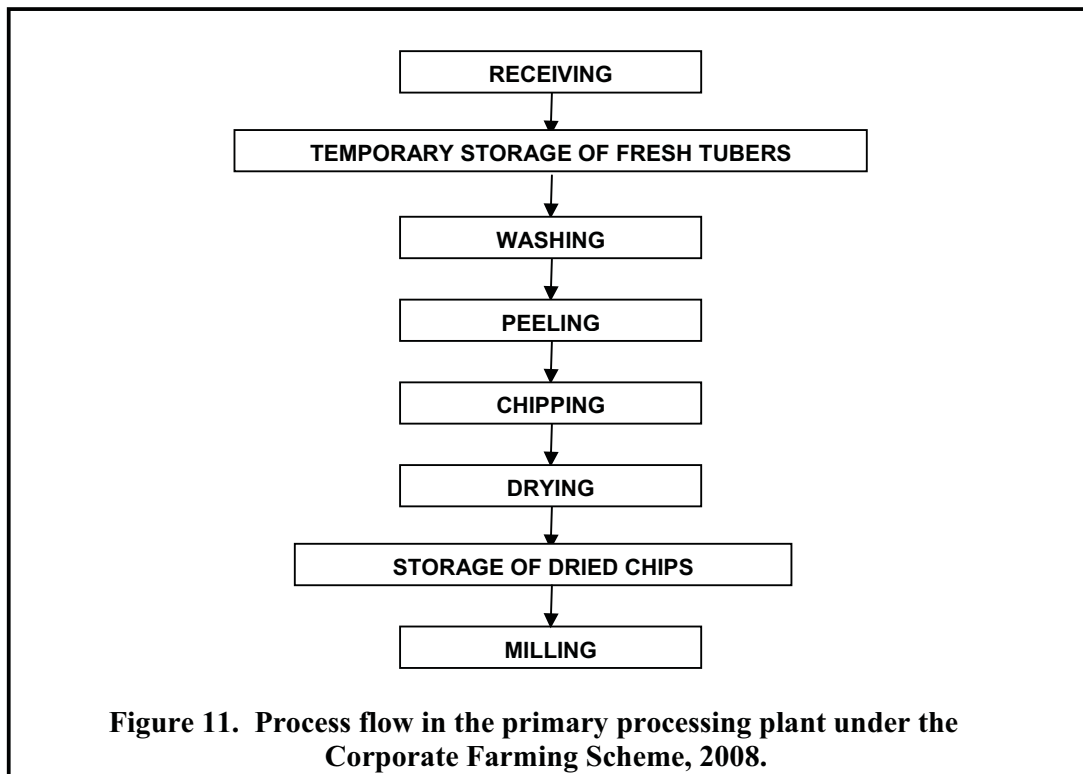 RECEIVING
TEMPORARY STORAGE OF FRESH TUBERS
WASHING
PEELING
CHIPPING
DRYING
STORAGE OF DRIED CHIPS
MILLING
Figure 11. Process flow in the primary processing plant under the
Corporate Farming Scheme, 2008.